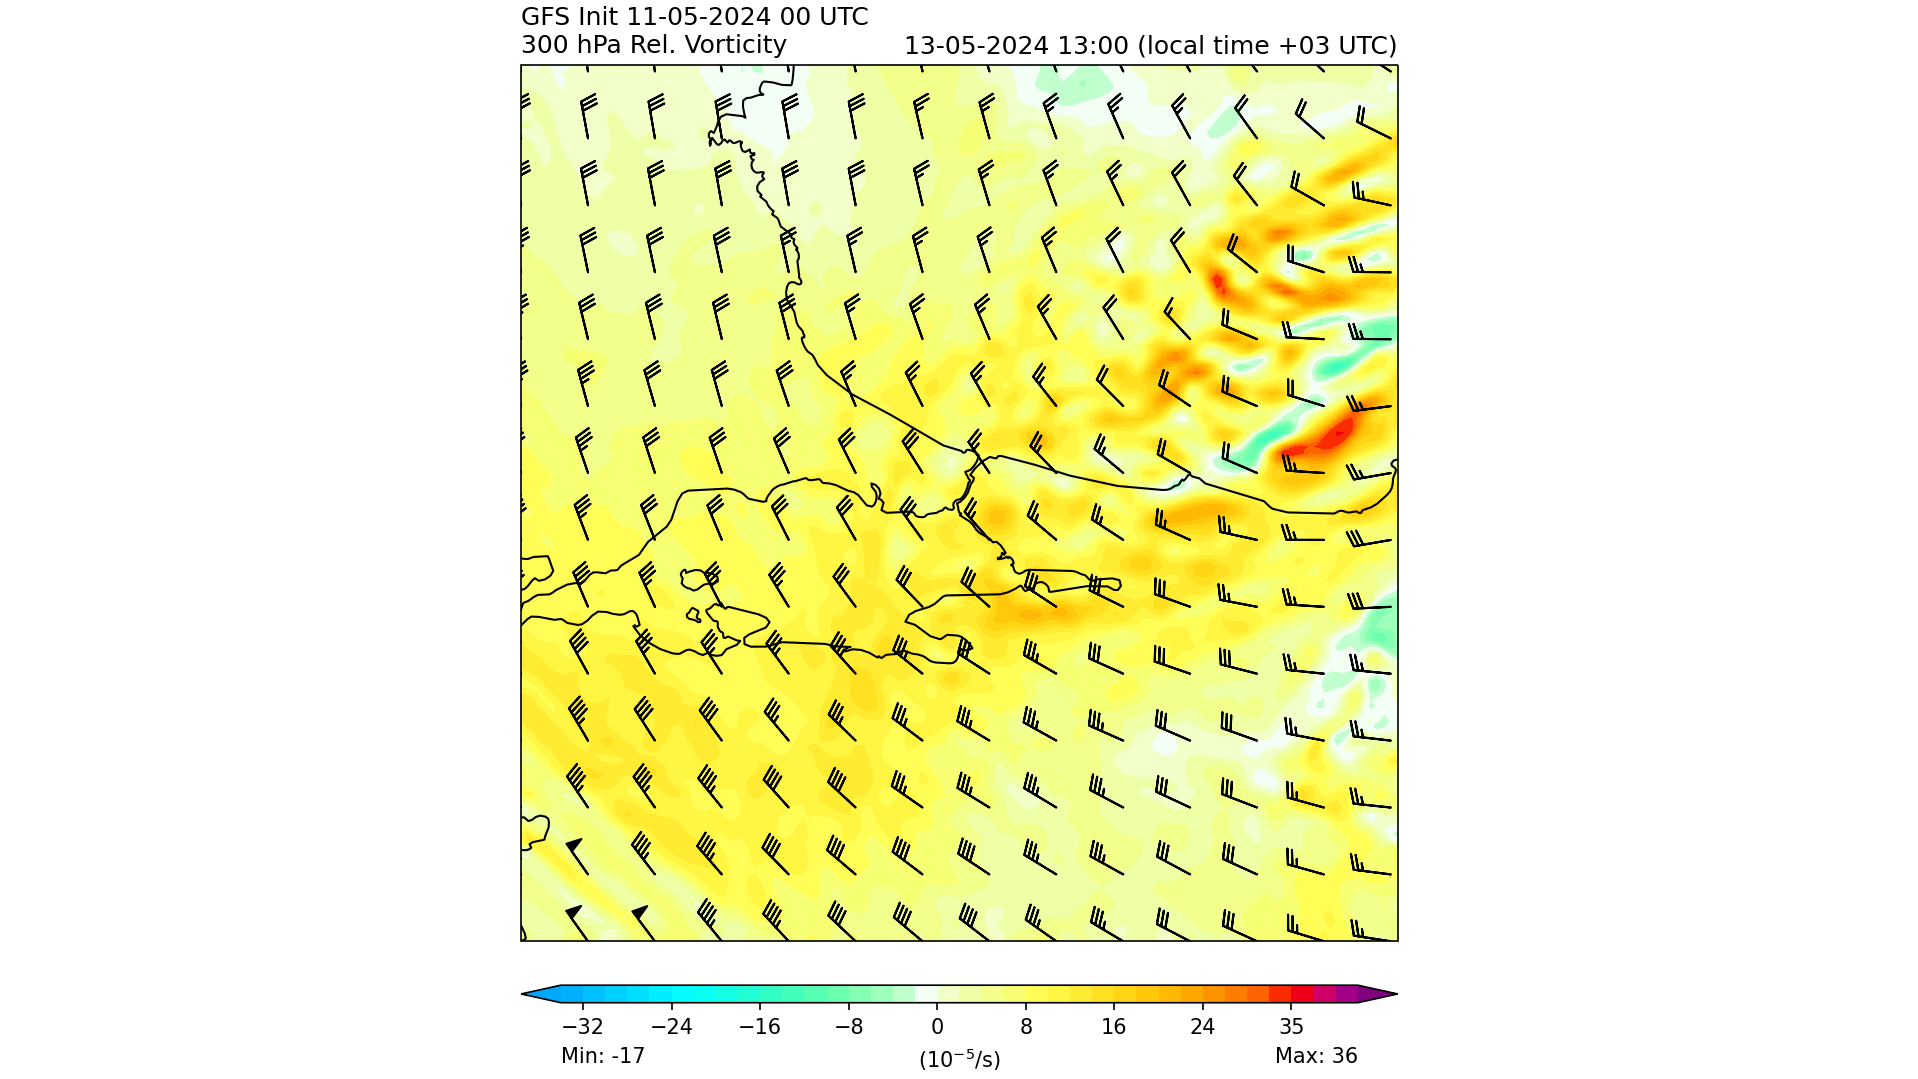 GFS Init 11-05-2024 00 UTC
300 hPa Rel. Vorticity
13-05-2024 13:00 (local time +03 UTC)
−32 −24 −16 −8 0 8 16 24 35
Min: -17 (10⁻⁵/s) Max: 36